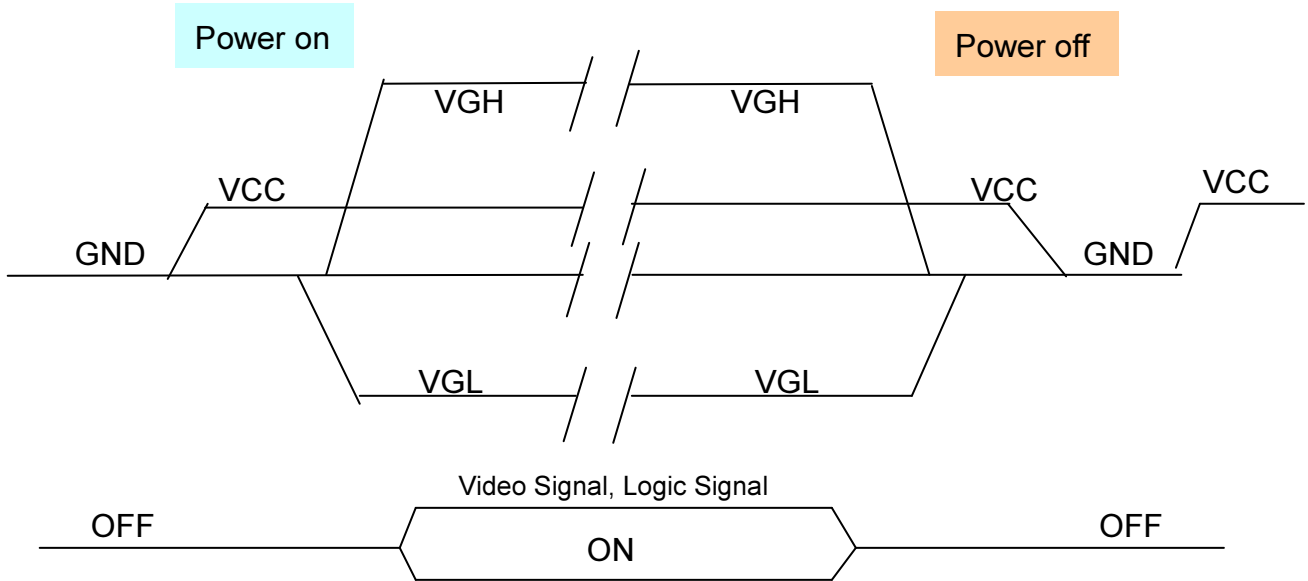 Power on
Power off
VGH
VGH
VCC
VCC
VCC
GND
GND
VGL
VGL
Video Signal, Logic Signal
OFF
ON
OFF